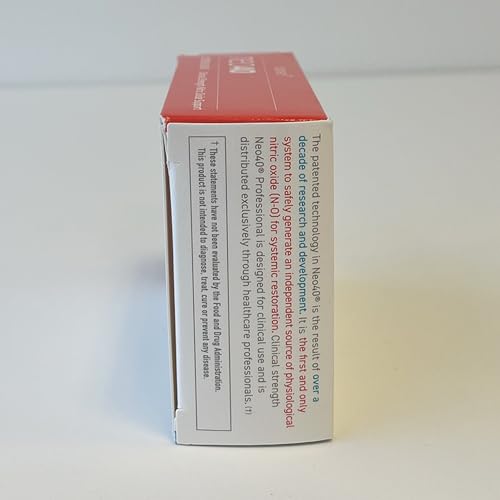 The patented technology in Neo40® is the result of over a
decade of research and development. It is the first and only
system to safely generate an independent source of physiological
nitric oxide (N-O) for systemic restoration. Clinical strength
Neo40® Professional is designed for clinical use and is
distributed exclusively through healthcare professionals. (†)
† These statements have not been evaluated by the Food and Drug Administration.
This product is not intended to diagnose, treat, cure or prevent any disease.